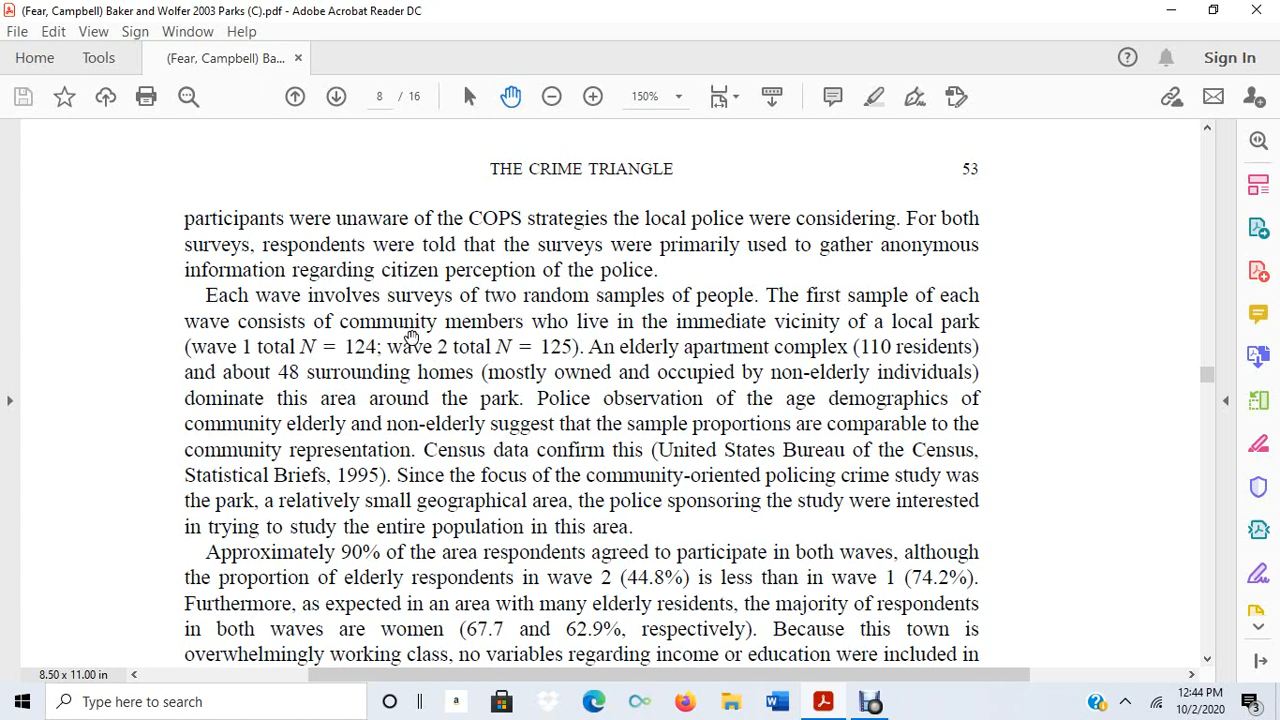 (Fear, Campbell) Baker and Wolfer 2003 Parks (C).pdf - Adobe Acrobat Reader DC
File Edit View Sign Window Help
Home Tools (Fear, Campbell) Ba... Sign In
8 / 16 150%
THE CRIME TRIANGLE 53
participants were unaware of the COPS strategies the local police were considering. For both
surveys, respondents were told that the surveys were primarily used to gather anonymous
information regarding citizen perception of the police.
Each wave involves surveys of two random samples of people. The first sample of each
wave consists of community members who live in the immediate vicinity of a local park
(wave 1 total N = 124; wave 2 total N = 125). An elderly apartment complex (110 residents)
and about 48 surrounding homes (mostly owned and occupied by non-elderly individuals)
dominate this area around the park. Police observation of the age demographics of
community elderly and non-elderly suggest that the sample proportions are comparable to the
community representation. Census data confirm this (United States Bureau of the Census,
Statistical Briefs, 1995). Since the focus of the community-oriented policing crime study was
the park, a relatively small geographical area, the police sponsoring the study were interested
in trying to study the entire population in this area.
Approximately 90% of the area respondents agreed to participate in both waves, although
the proportion of elderly respondents in wave 2 (44.8%) is less than in wave 1 (74.2%).
Furthermore, as expected in an area with many elderly residents, the majority of respondents
in both waves are women (67.7 and 62.9%, respectively). Because this town is
overwhelmingly working class, no variables regarding income or education were included in
8.50 x 11.00 in
Type here to search
a
W
12:44 PM
10/2/2020
3